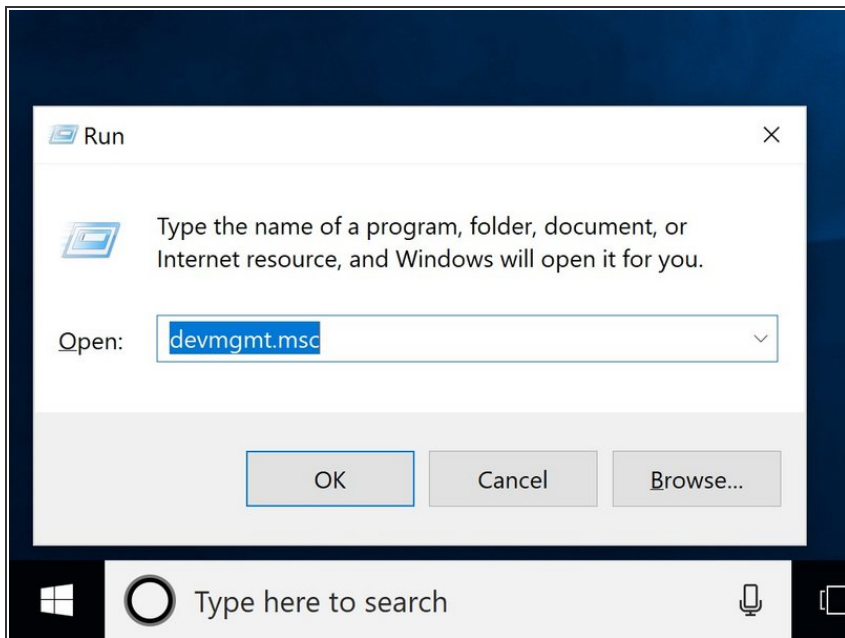 Run
Type the name of a program, folder, document, or
Internet resource, and Windows will open it for you.
Open:
devmgmt.msc
OK
Cancel
Browse...
Type here to search